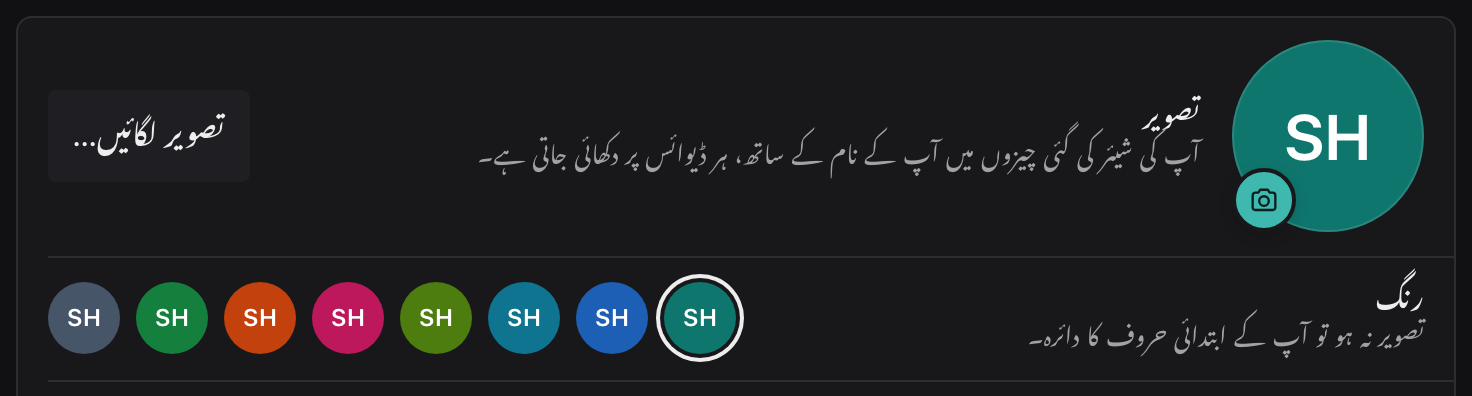 SH
تصویر
آپ کی شیئر کی گئی چیزوں میں آپ کے نام کے ساتھ، ہر ڈیوائس پر دکھائی جاتی ہے۔
تصویر لگائیں...
رنگ
تصویر نہ ہو تو آپ کے ابتدائی حروف کا دائرہ۔
SH SH SH SH SH SH SH SH